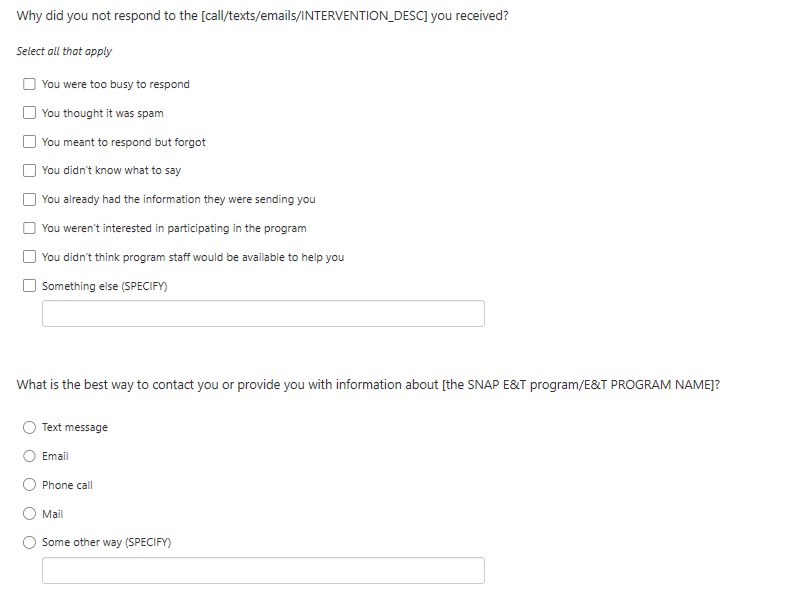 Why did you not respond to the [call/texts/emails/INTERVENTION_DESC] you received?
Select all that apply
You were too busy to respond
You thought it was spam
You meant to respond but forgot
You didn't know what to say
You already had the information they were sending you
You weren't interested in participating in the program
You didn't think program staff would be available to help you
Something else (SPECIFY)
What is the best way to contact you or provide you with information about [the SNAP E&T program/E&T PROGRAM NAME]?
Text message
Email
Phone call
Mail
Some other way (SPECIFY)